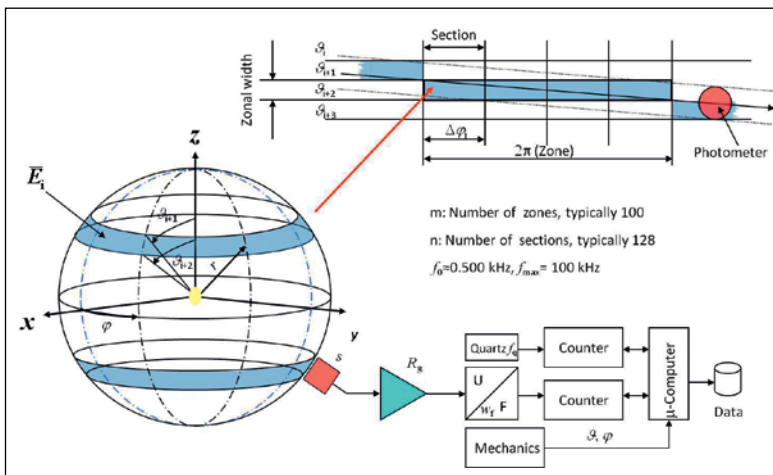 Section
Zonal width
ϑi
ϑi+1
ϑi+2
ϑi+3
Δφi
2π (Zone)
Photometer
z
Ēi
ϑi+1
ϑi+2
r
x
φ
y
m: Number of zones, typically 100
n: Number of sections, typically 128
f0≈0.500 kHz, fmax= 100 kHz
s
Rs
Quartz fq
Counter
U
wf F
Counter
Mechanics
ϑ, φ
μ-Computer
Data